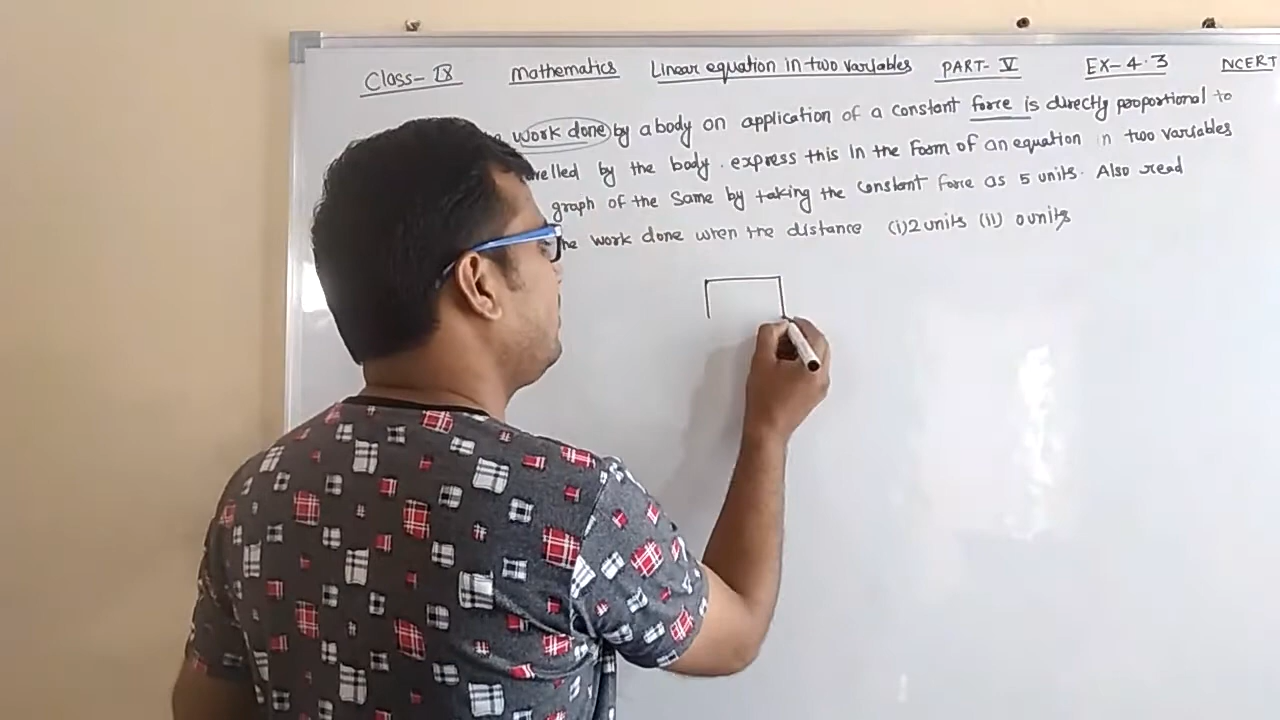 Class- IX Mathematics Linear equation in two variables PART- V EX- 4.3 NCERT
work done by a body on application of a constant force is directly proportional to
by the body. express this in the form of an equation in two variables
graph of the same by taking the constant force as 5 units. Also read
work done when the distance (i) 2 units (ii) 0 units